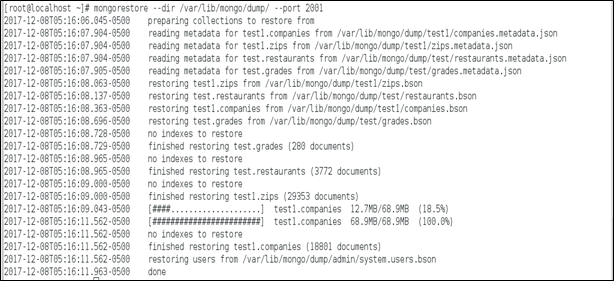 [root@localhost ~]# mongorestore --dir /var/lib/mongo/dump/ --port 2001
2017-12-08T05:16:06.045-0500 preparing collections to restore from
2017-12-08T05:16:07.904-0500 reading metadata for test1.companies from /var/lib/mongo/dump/test1/companies.metadata.json
2017-12-08T05:16:07.904-0500 reading metadata for test1.zips from /var/lib/mongo/dump/test1/zips.metadata.json
2017-12-08T05:16:07.904-0500 reading metadata for test.restaurants from /var/lib/mongo/dump/test/restaurants.metadata.json
2017-12-08T05:16:07.905-0500 reading metadata for test.grades from /var/lib/mongo/dump/test/grades.metadata.json
2017-12-08T05:16:08.063-0500 restoring test1.zips from /var/lib/mongo/dump/test1/zips.bson
2017-12-08T05:16:08.137-0500 restoring test.restaurants from /var/lib/mongo/dump/test/restaurants.bson
2017-12-08T05:16:08.363-0500 restoring test1.companies from /var/lib/mongo/dump/test1/companies.bson
2017-12-08T05:16:08.696-0500 restoring test.grades from /var/lib/mongo/dump/test/grades.bson
2017-12-08T05:16:08.728-0500 no indexes to restore
2017-12-08T05:16:08.729-0500 finished restoring test.grades (280 documents)
2017-12-08T05:16:08.965-0500 no indexes to restore
2017-12-08T05:16:08.965-0500 finished restoring test.restaurants (3772 documents)
2017-12-08T05:16:09.000-0500 no indexes to restore
2017-12-08T05:16:09.000-0500 finished restoring test1.zips (29353 documents)
2017-12-08T05:16:09.043-0500 [####....................] test1.companies 12.7MB/68.9MB (18.5%)
2017-12-08T05:16:11.562-0500 [########################] test1.companies 68.9MB/68.9MB (100.0%)
2017-12-08T05:16:11.562-0500 no indexes to restore
2017-12-08T05:16:11.562-0500 finished restoring test1.companies (18801 documents)
2017-12-08T05:16:11.562-0500 restoring users from /var/lib/mongo/dump/admin/system.users.bson
2017-12-08T05:16:11.963-0500 done